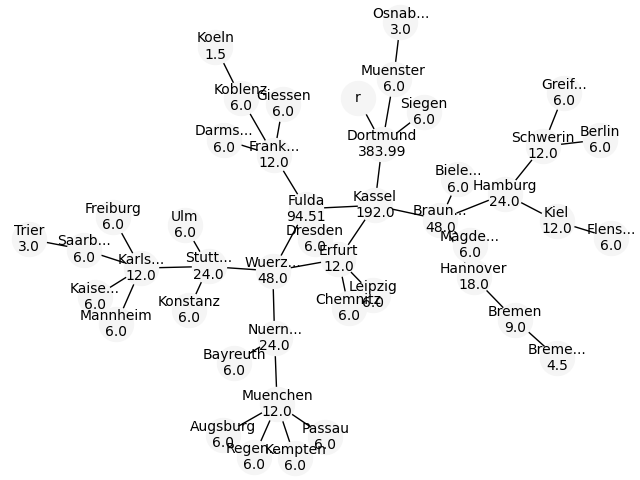 Osnab...
3.0
Koeln
1.5
Muenster
6.0
Koblenz
6.0
Giessen
6.0
r
Siegen
6.0
Greif...
6.0
Darms...
6.0
Frank...
12.0
Dortmund
383.99
Schwerin
12.0
Berlin
6.0
Biele...
6.0
Hamburg
24.0
Freiburg
6.0
Ulm
6.0
Fulda
94.51
Kassel
192.0
Braun...
48.0
Kiel
12.0
Flens...
6.0
Trier
3.0
Saarb...
6.0
Dresden
6.0
Magde...
6.0
Karls...
12.0
Stutt...
24.0
Wuerz...
48.0
Erfurt
12.0
Hannover
18.0
Kaise...
6.0
Leipzig
6.0
Mannheim
6.0
Konstanz
6.0
Chemnitz
6.0
Bremen
9.0
Nuern...
24.0
Bayreuth
6.0
Breme...
4.5
Muenchen
12.0
Augsburg
6.0
Passau
6.0
Regen...
6.0
Kempten
6.0